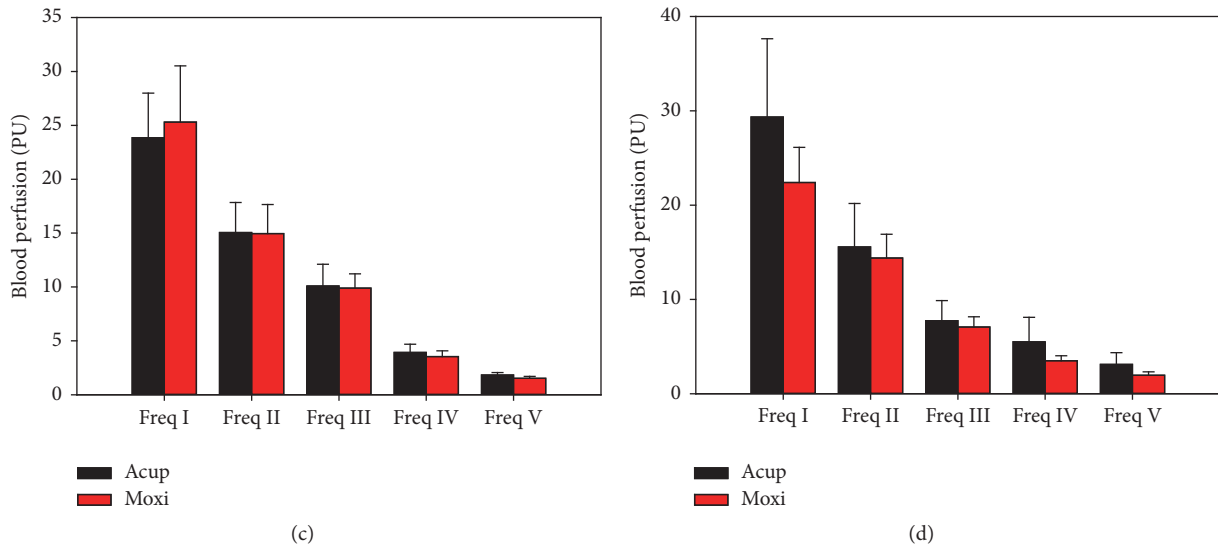 35
30
25
20
15
10
5
0
Blood perfusion (PU)
Freq I Freq II Freq III Freq IV Freq V
Acup
Moxi
(c)
40
30
20
10
0
Blood perfusion (PU)
Freq I Freq II Freq III Freq IV Freq V
Acup
Moxi
(d)